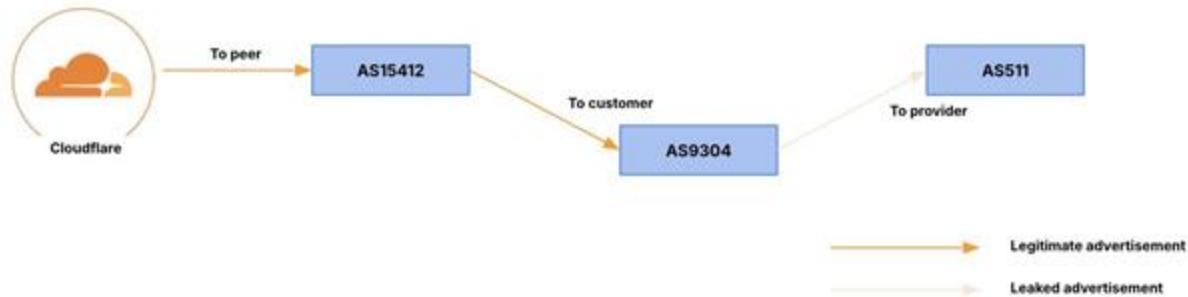 To peer
AS15412
AS511
To customer
To provider
Cloudflare
AS9304
Legitimate advertisement
Leaked advertisement